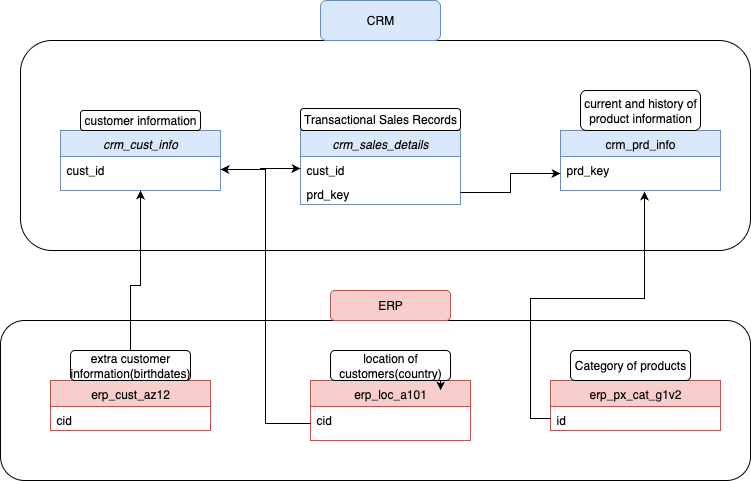 CRM
customer information
Transactional Sales Records
current and history of
product information
crm_cust_info
cust_id
crm_sales_details
cust_id
prd_key
crm_prd_info
prd_key
ERP
extra customer
information(birthdates)
location of
customers(country)
Category of products
erp_cust_az12
cid
erp_loc_a101
cid
erp_px_cat_g1v2
id